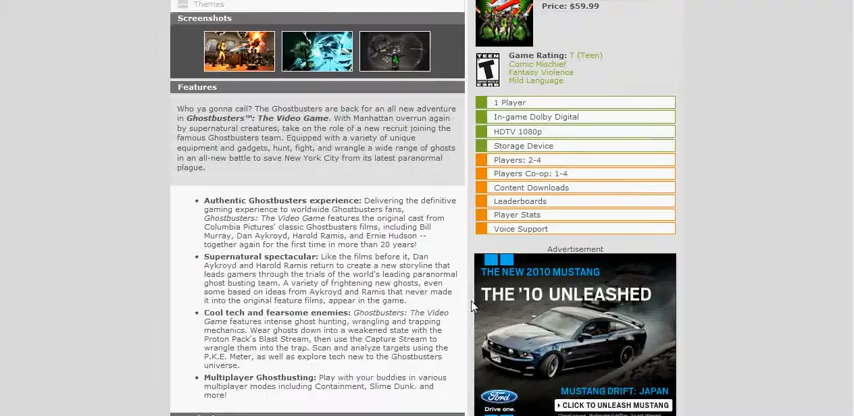 Themes
Screenshots
Features
Who ya gonna call? The Ghostbusters are back for an all new adventure
in Ghostbusters™: The Video Game. With Manhattan overrun again
by supernatural creatures, take on the role of a new recruit joining the
famous Ghostbusters team. Equipped with a variety of unique
equipment and gadgets, hunt, fight, and wrangle a wide range of ghosts
in an all-new battle to save New York City from its latest paranormal
plague.
• Authentic Ghostbusters experience: Delivering the definitive
gaming experience to worldwide Ghostbusters fans,
Ghostbusters: The Video Game features the original cast from
Columbia Pictures' classic Ghostbusters films, including Bill
Murray, Dan Aykroyd, Harold Ramis, and Ernie Hudson --
together again for the first time in more than 20 years!
• Supernatural spectacular: Like the films before it, Dan
Aykroyd and Harold Ramis return to create a new storyline that
leads gamers through the trials of the world's leading paranormal
ghost busting team. A variety of frightening new ghosts, even
some based on ideas from Aykroyd and Ramis that never made
it into the original feature films, appear in the game.
• Cool tech and fearsome enemies: Ghostbusters: The Video
Game features intense ghost hunting, wrangling and trapping
mechanics. Wear ghosts down into a weakened state with the
Proton Pack's Blast Stream, then use the Capture Stream to
wrangle them into the trap. Scan and analyze targets using the
P.K.E. Meter, as well as explore tech new to the Ghostbusters
universe.
• Multiplayer Ghostbusting: Play with your buddies in various
multiplayer modes including Containment, Slime Dunk. and
more!
Price: $59.99
TEEN
T
Game Rating: T (Teen)
Comic Mischief
Fantasy Violence
Mild Language
1 Player
In-game Dolby Digital
HDTV 1080p
Storage Device
Players: 2-4
Players Co-op: 1-4
Content Downloads
Leaderboards
Player Stats
Voice Support
Advertisement
THE NEW 2010 MUSTANG
THE '10 UNLEASHED
MUSTANG DRIFT: JAPAN
Ford
Drive one.
CLICK TO UNLEASH MUSTANG